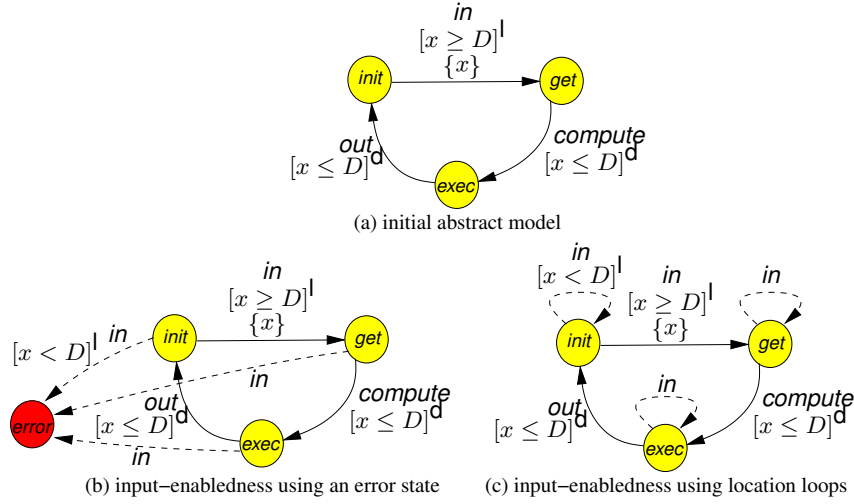 in
[x ≥ D]^l
{x}
init
get
out
[x ≤ D]^d
compute
[x ≤ D]^d
exec
(a) initial abstract model
in
[x ≥ D]^l
{x}
in
[x < D]^l
init
get
in
out
[x ≤ D]^d
compute
[x ≤ D]^d
error
exec
in
(b) input−enabledness using an error state
in
[x < D]^l
in
[x ≥ D]^l
{x}
in
init
get
in
out
[x ≤ D]^d
compute
[x ≤ D]^d
exec
(c) input−enabledness using location loops